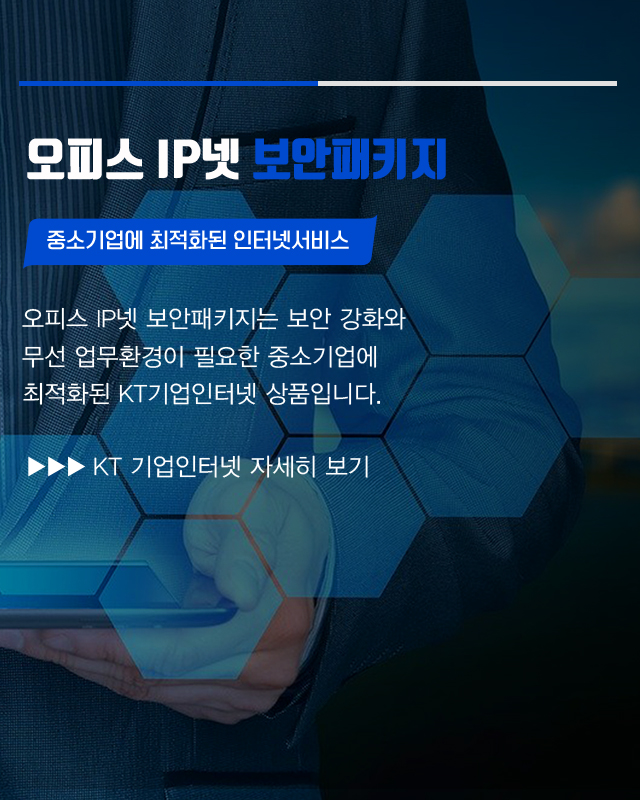 오피스 IP넷 보안패키지
중소기업에 최적화된 인터넷서비스
오피스 IP넷 보안패키지는 보안 강화와
무선 업무환경이 필요한 중소기업에
최적화된 KT기업인터넷 상품입니다.
▶▶▶ KT 기업인터넷 자세히 보기